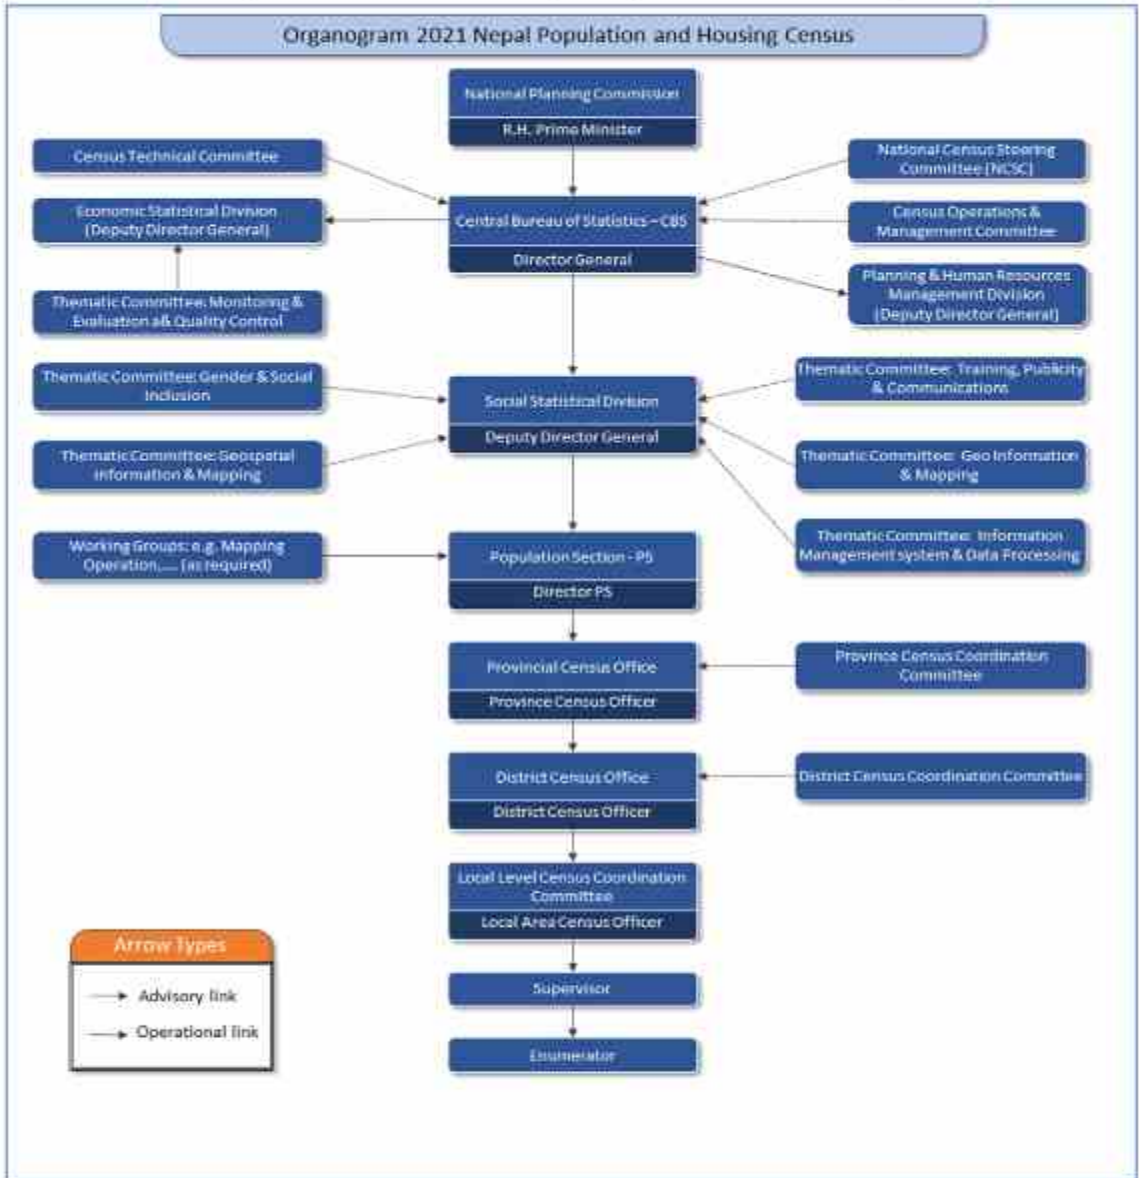 Organogram 2021 Nepal Population and Housing Census
National Planning Commission
R.H. Prime Minister
Census Technical Committee
National Census Steering
Committee (NCSC)
Economic Statistical Division
(Deputy Director General)
Central Bureau of Statistics – CBS
Director General
Census Operations &
Management Committee
Planning & Human Resources
Management Division
(Deputy Director General)
Thematic Committee: Monitoring &
Evaluation a& Quality Control
Thematic Committee: Gender & Social
Inclusion
Social Statistical Division
Deputy Director General
Thematic Committee: Training, Publicity
& Communications
Thematic Committee: Geospatial
information & Mapping
Thematic Committee: Geo Information
& Mapping
Thematic Committee: Information
Management system & Data Processing
Working Groups: e.g. Mapping
Operation,.... (as required)
Population Section - PS
Director PS
Provincial Census Office
Province Census Officer
Province Census Coordination
Committee
District Census Office
District Census Officer
District Census Coordination Committee
Local Level Census Coordination
Committee
Local Area Census Officer
Supervisor
Enumerator
Arrow Types
Advisory link
Operational link